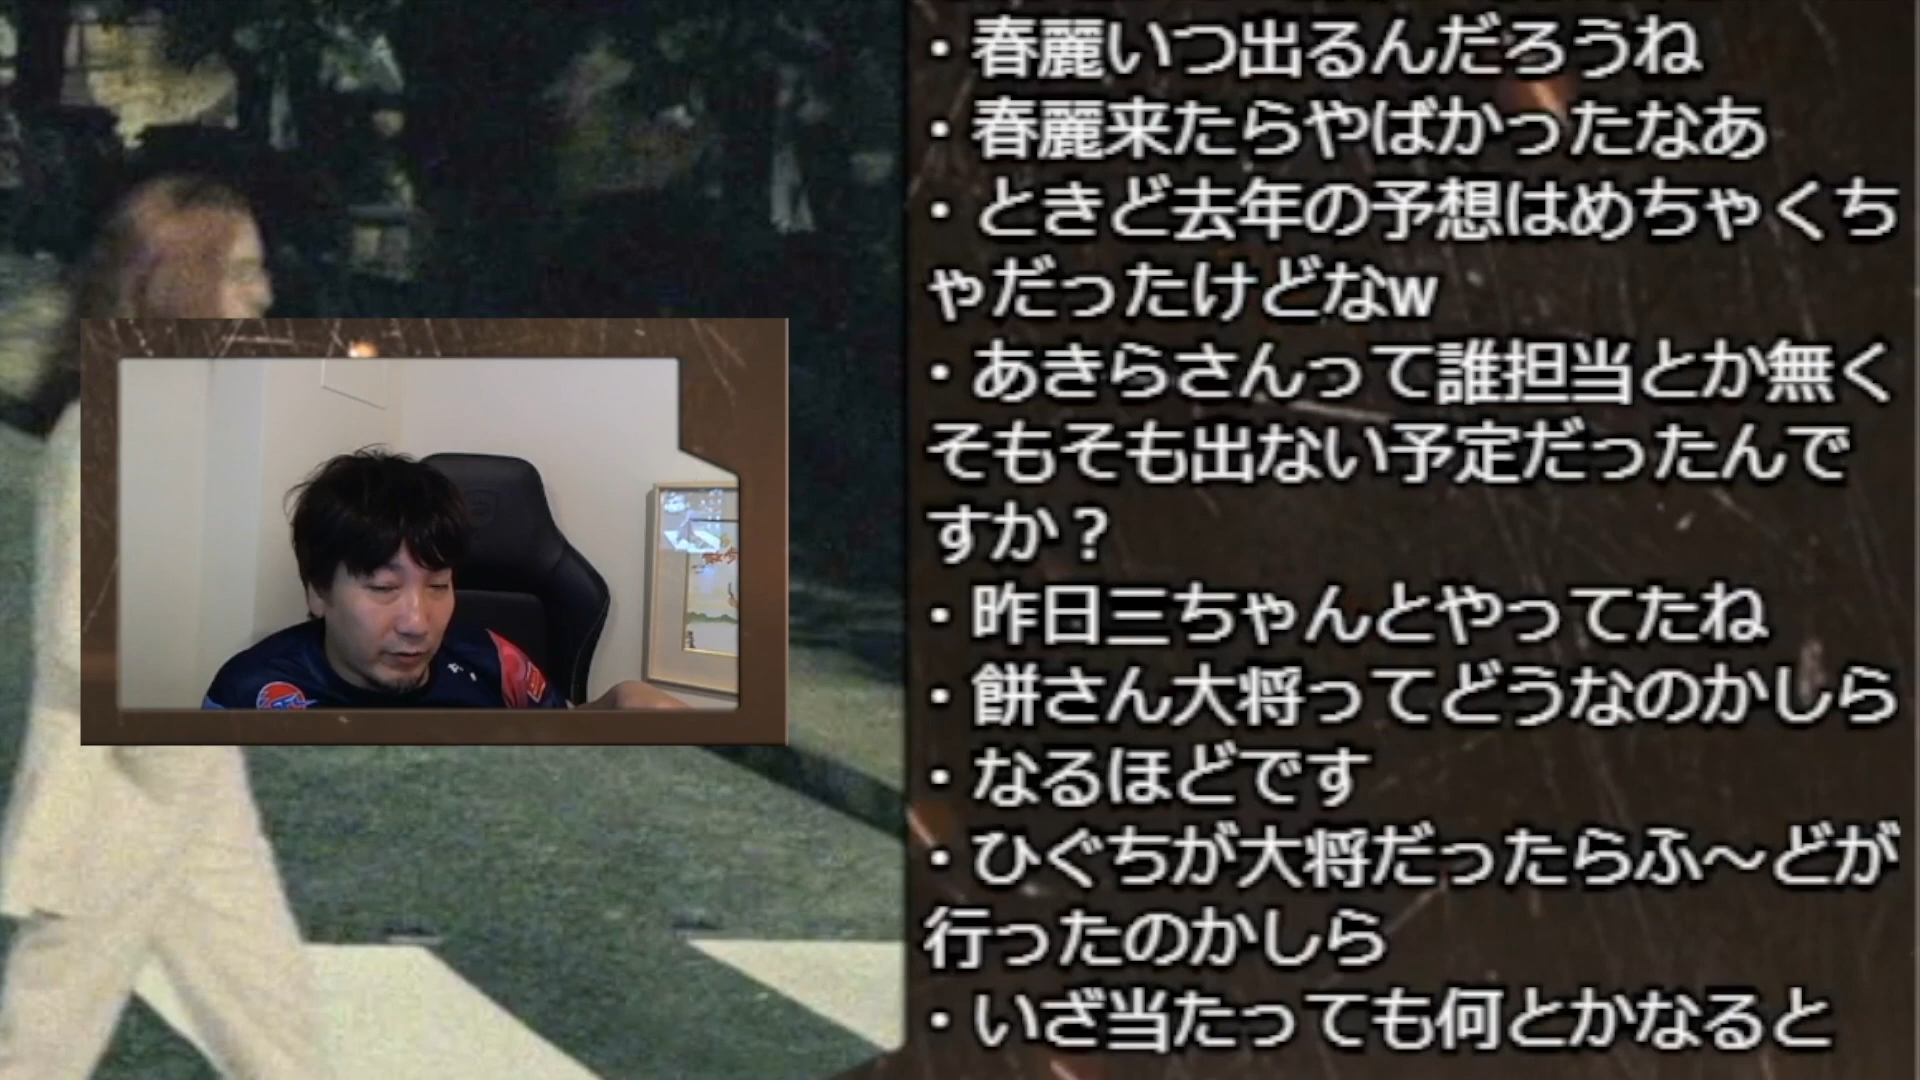 ・春麗いつ出るんだろうね
・春麗来たらやばかったなあ
・ときど去年の予想はめちゃくち
ゃだったけどなw
・あきらさんって誰担当とか無く
そもそも出ない予定だったんで
すか？
・昨日三ちゃんとやってたね
・餅さん大将ってどうなのかしら
・なるほどです
・ひぐちが大将だったらふ～どが
行ったのかしら
・いざ当たっても何とかなると